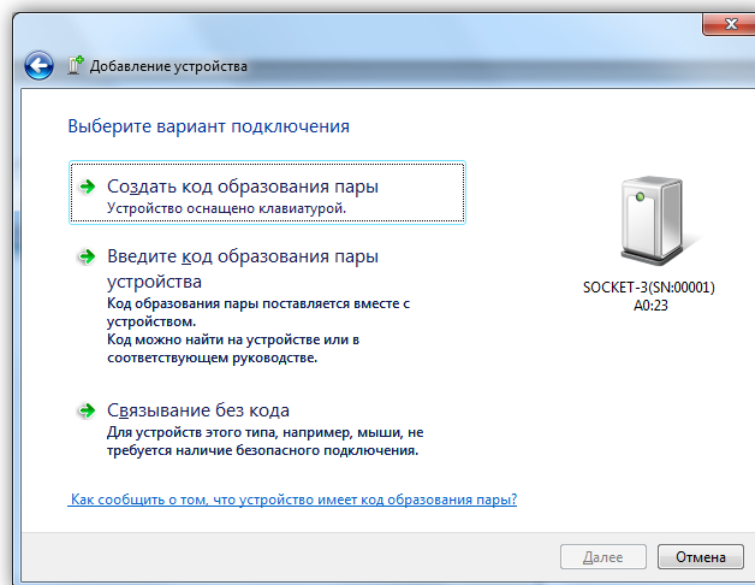 Добавление устройства
Выберите вариант подключения
Создать код образования пары
Устройство оснащено клавиатурой.
Введите код образования пары
устройства
Код образования пары поставляется вместе с
устройством.
Код можно найти на устройстве или в
соответствующем руководстве.
Связывание без кода
Для устройств этого типа, например, мыши, не
требуется наличие безопасного подключения.
Как сообщить о том, что устройство имеет код образования пары?
SOCKET-3(SN:00001)
A0:23
Далее
Отмена